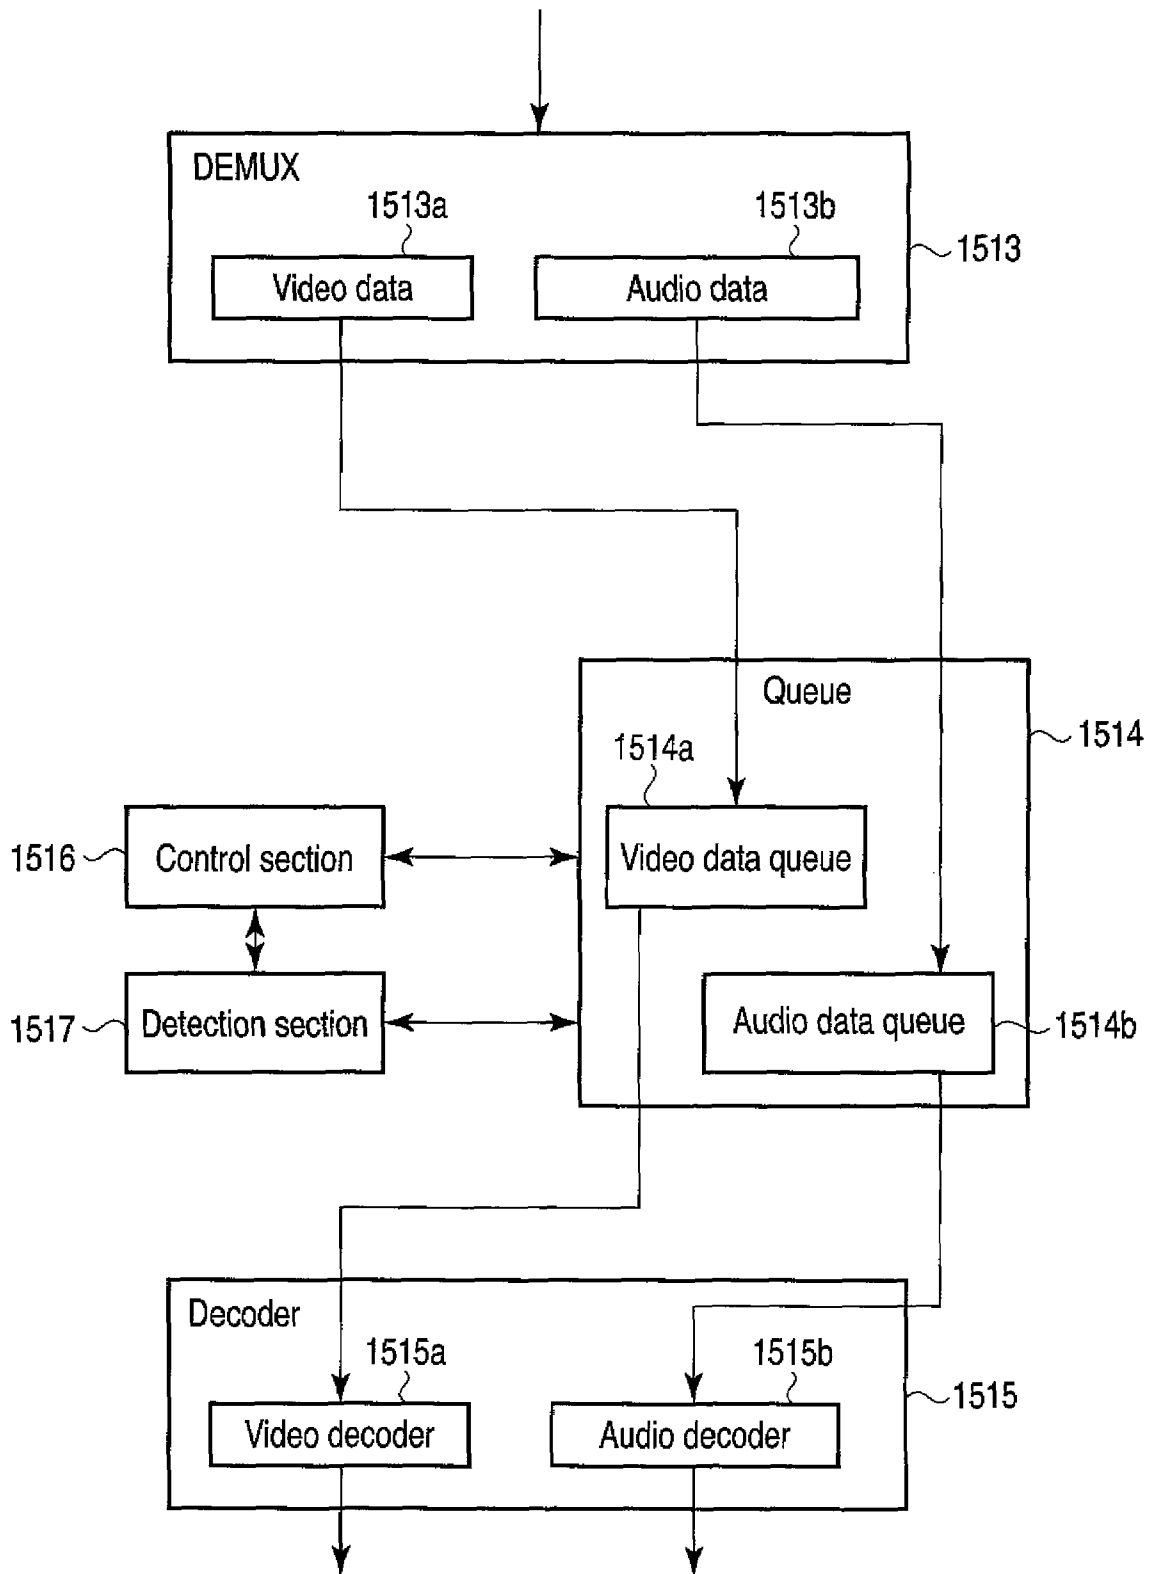 DEMUX
1513a
1513b
Video data
Audio data
1513
Queue
1514a
1514
1516
Control section
Video data queue
1517
Detection section
Audio data queue
1514b
Decoder
1515a
1515b
1515
Video decoder
Audio decoder